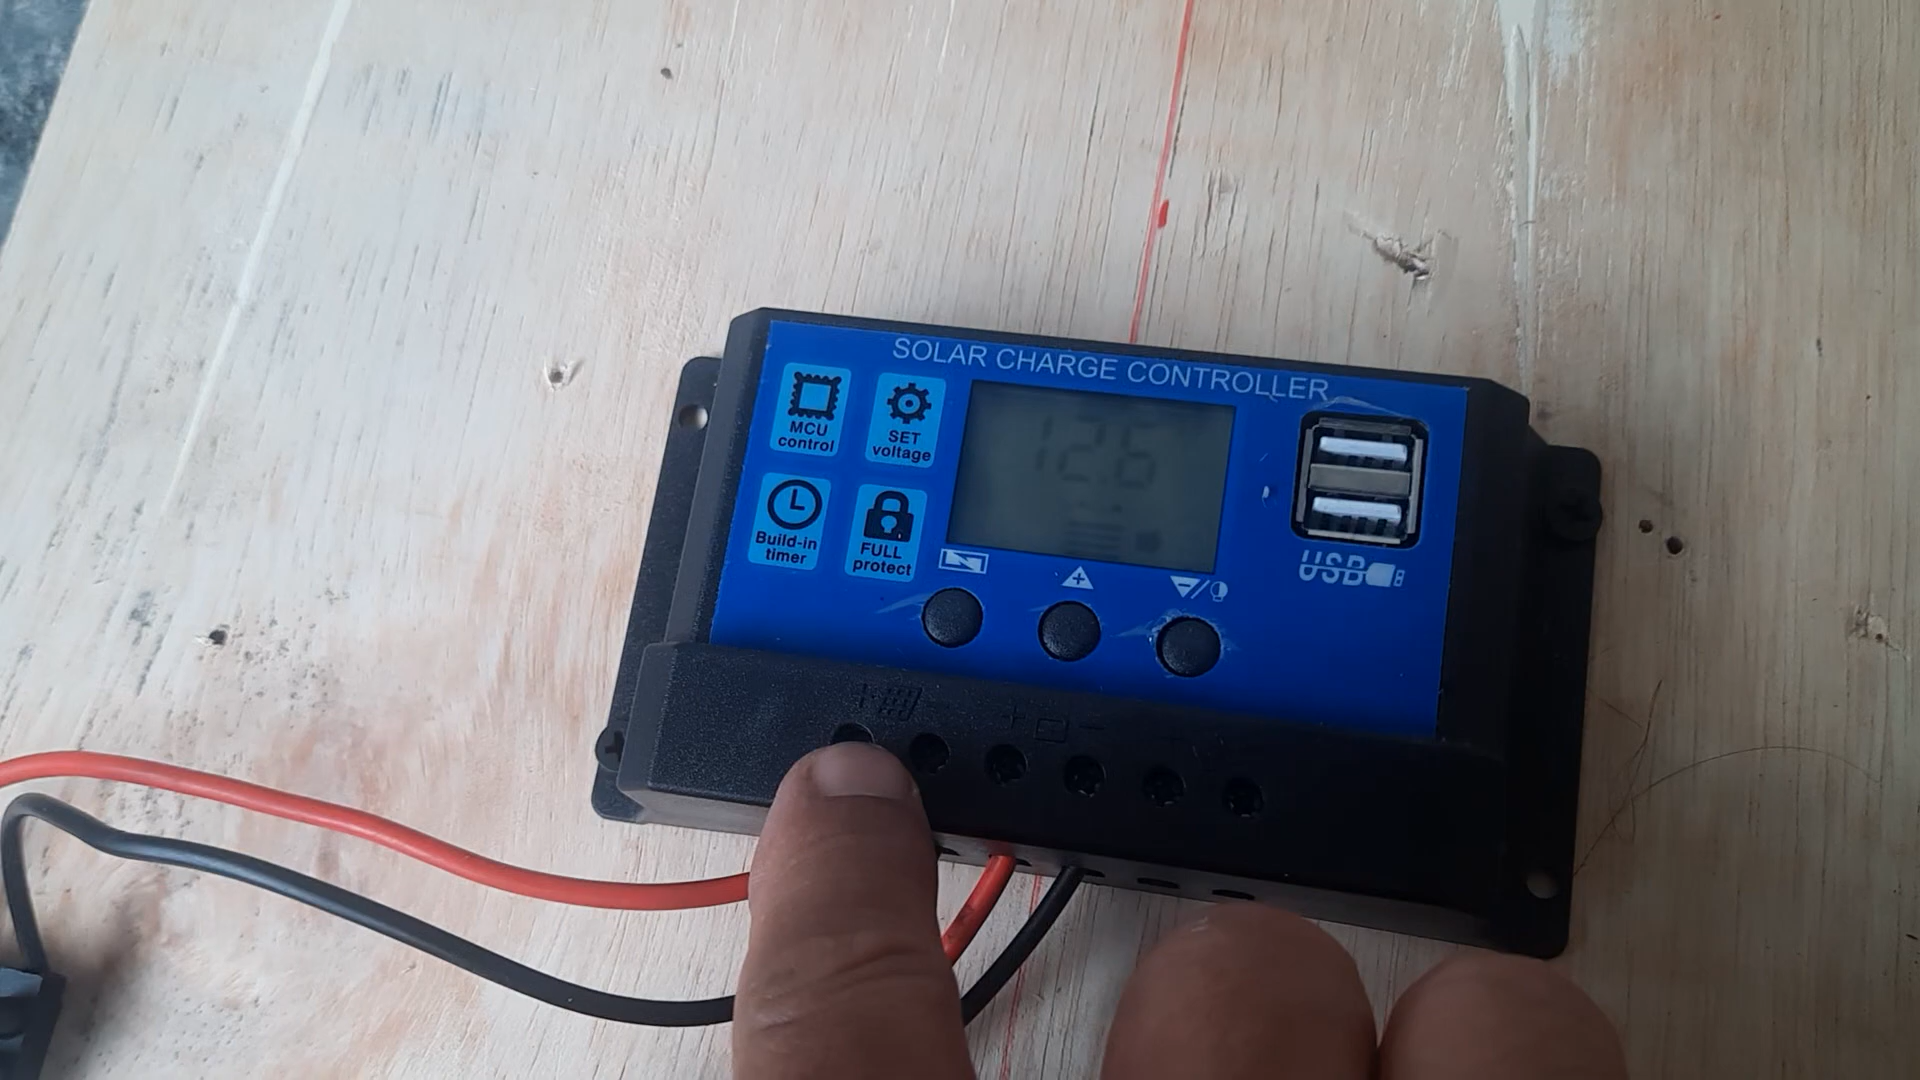 SOLAR CHARGE CONTROLLER
MCU
control
SET
voltage
12.6
Build-in
timer
FULL
protect
USB